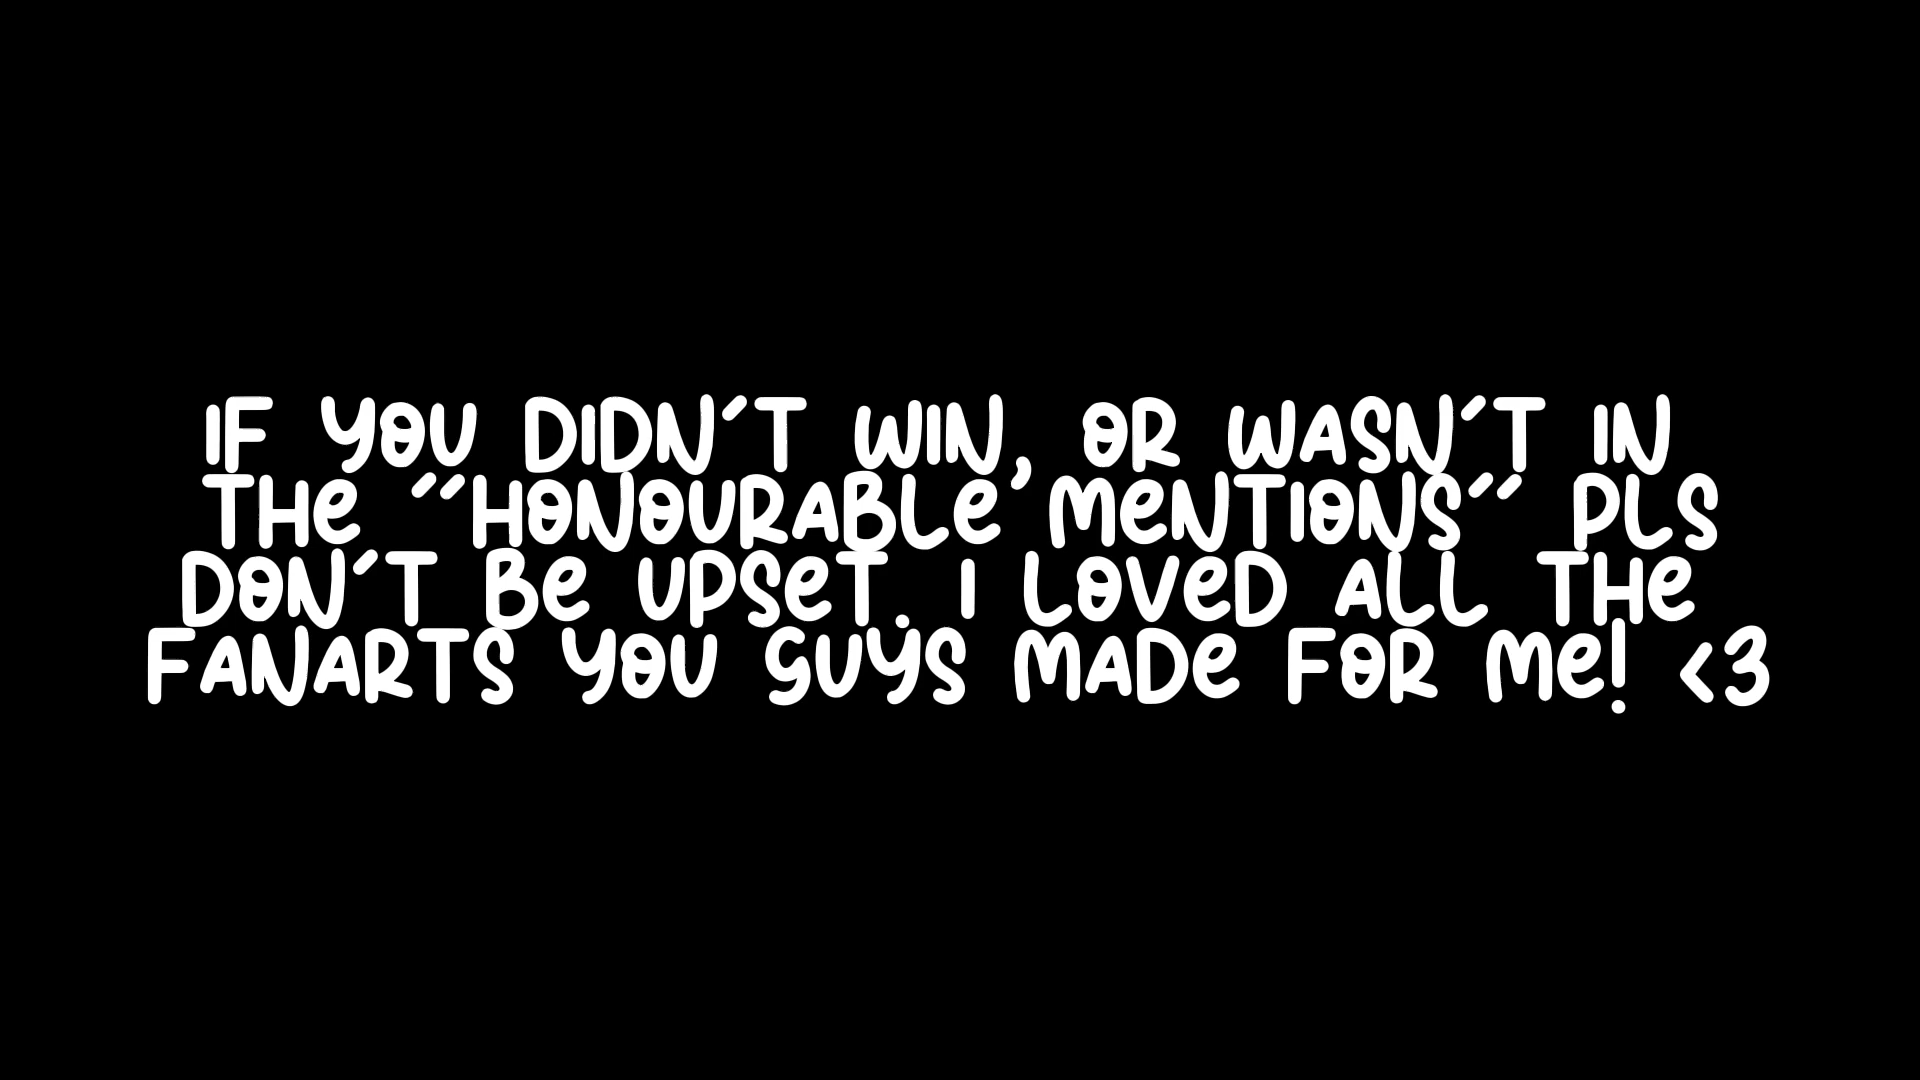 IF YOU DIDN'T WIN, OR WASN'T IN
THE "HONOURABLE MENTIONS" PLS
DON'T BE UPSET. I LOVED ALL THE
FANARTS YOU GUYS MADE FOR ME! <3